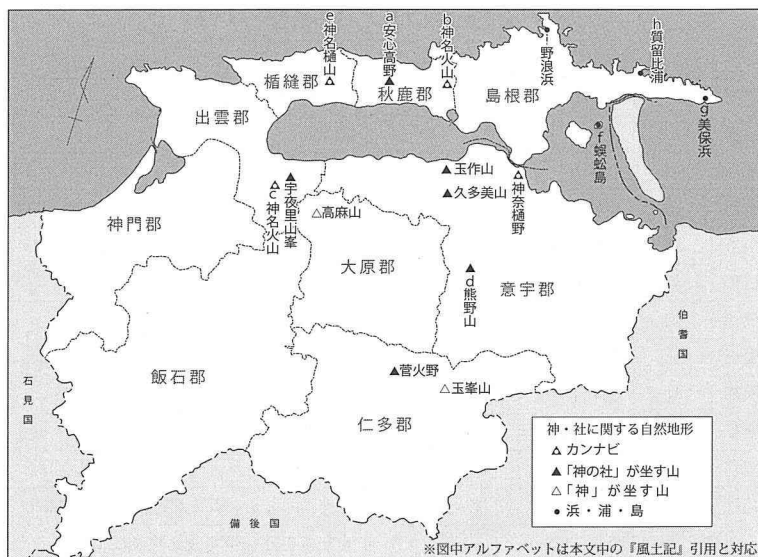 e神名樋山
a安心高野
b神名火山
i野浪浜
h質留比浦
g美保浜
f蜈蚣島
楯縫郡
秋鹿郡
島根郡
出雲郡
玉作山
久多美山
神奈樋野
宇夜里山峯
c神名火山
高麻山
神門郡
大原郡
意宇郡
d熊野山
伯耆国
飯石郡
菅火野
玉峯山
仁多郡
石見国
備後国
神・社に関する自然地形
カンナビ
「神の社」が坐す山
「神」が坐す山
浜・浦・島
※図中アルファベットは本文中の『風土記』引用と対応